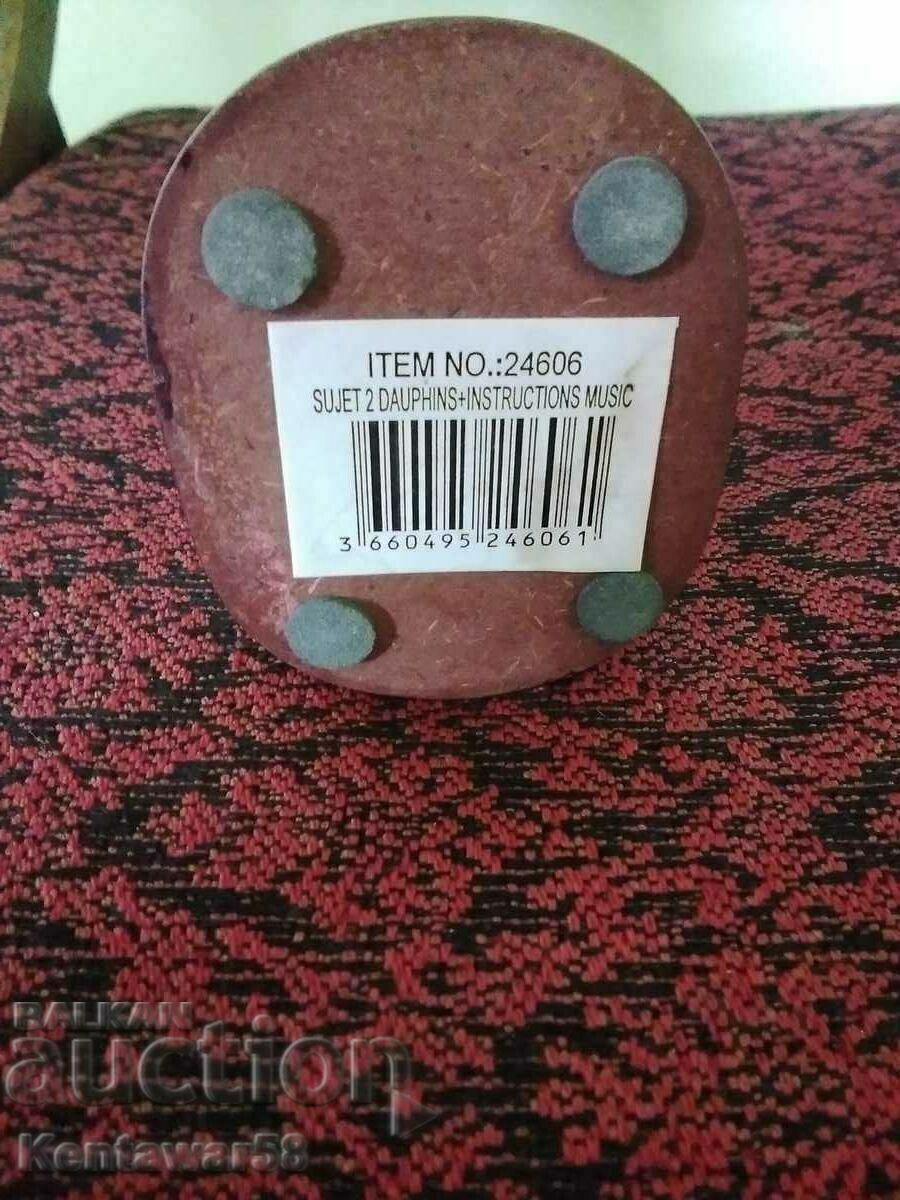 ITEM NO.:24606
SUJET 2 DAUPHINS+INSTRUCTIONS MUSIC
3 660495 246061
BALKAN
auction
Kentawar58